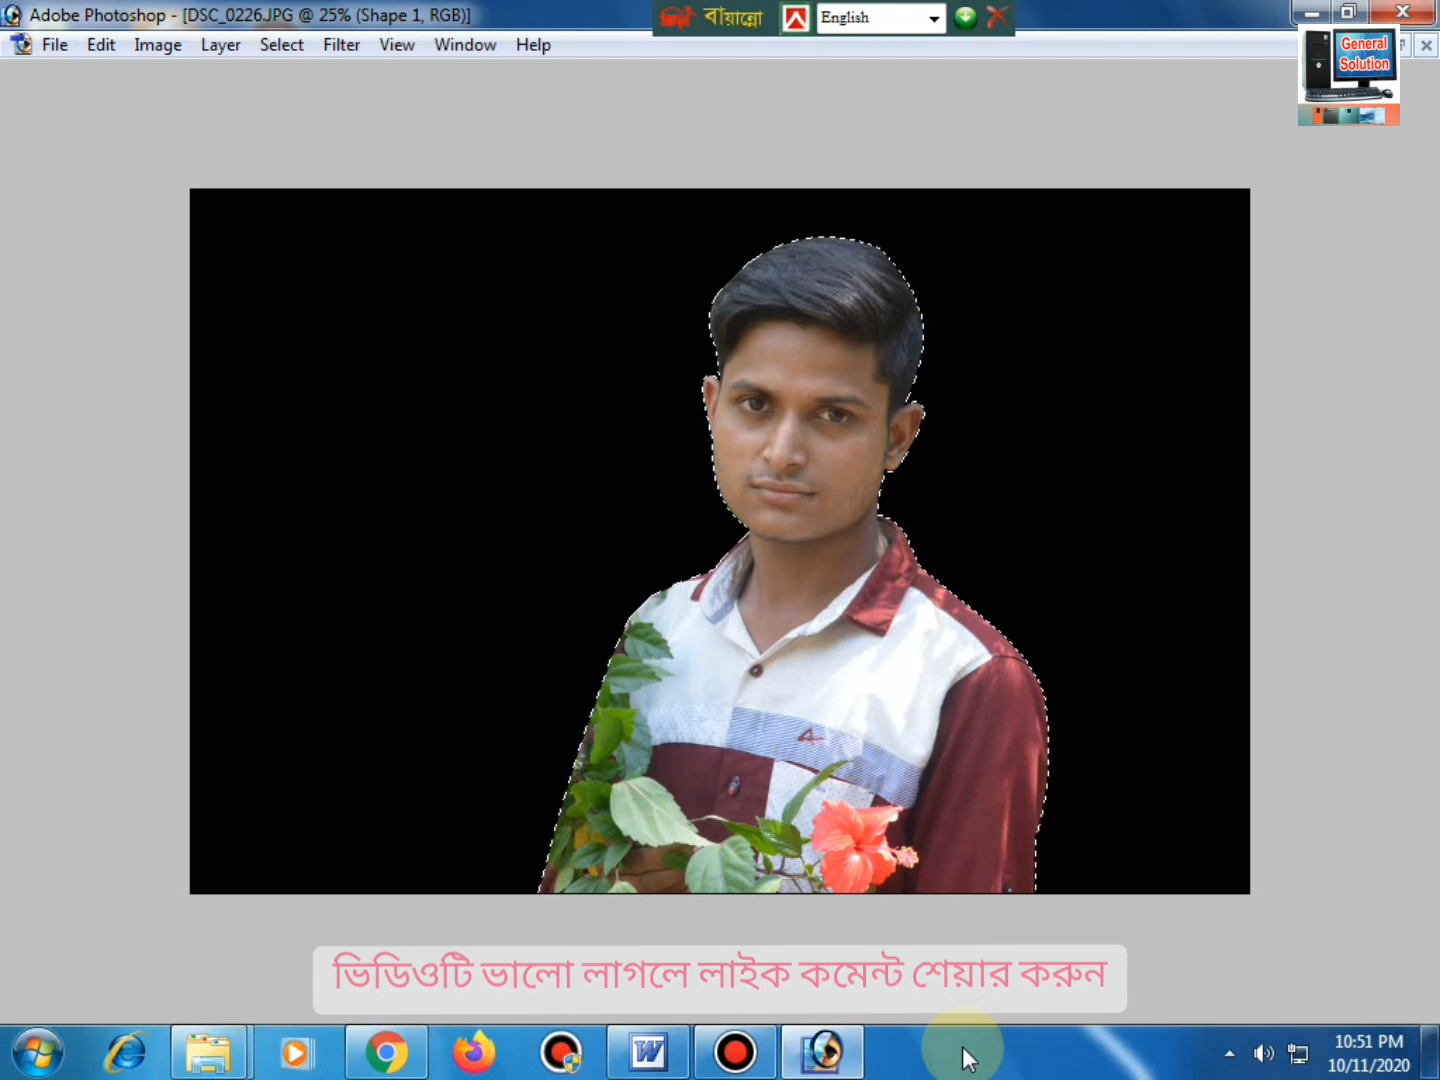 Adobe Photoshop - [DSC_0226.JPG @ 25% (Shape 1, RGB)]
বায়ান্নো
English
File Edit Image Layer Select Filter View Window Help
General
Solution
ভিডিওটি ভালো লাগলে লাইক কমেন্ট শেয়ার করুন
10:51 PM
10/11/2020